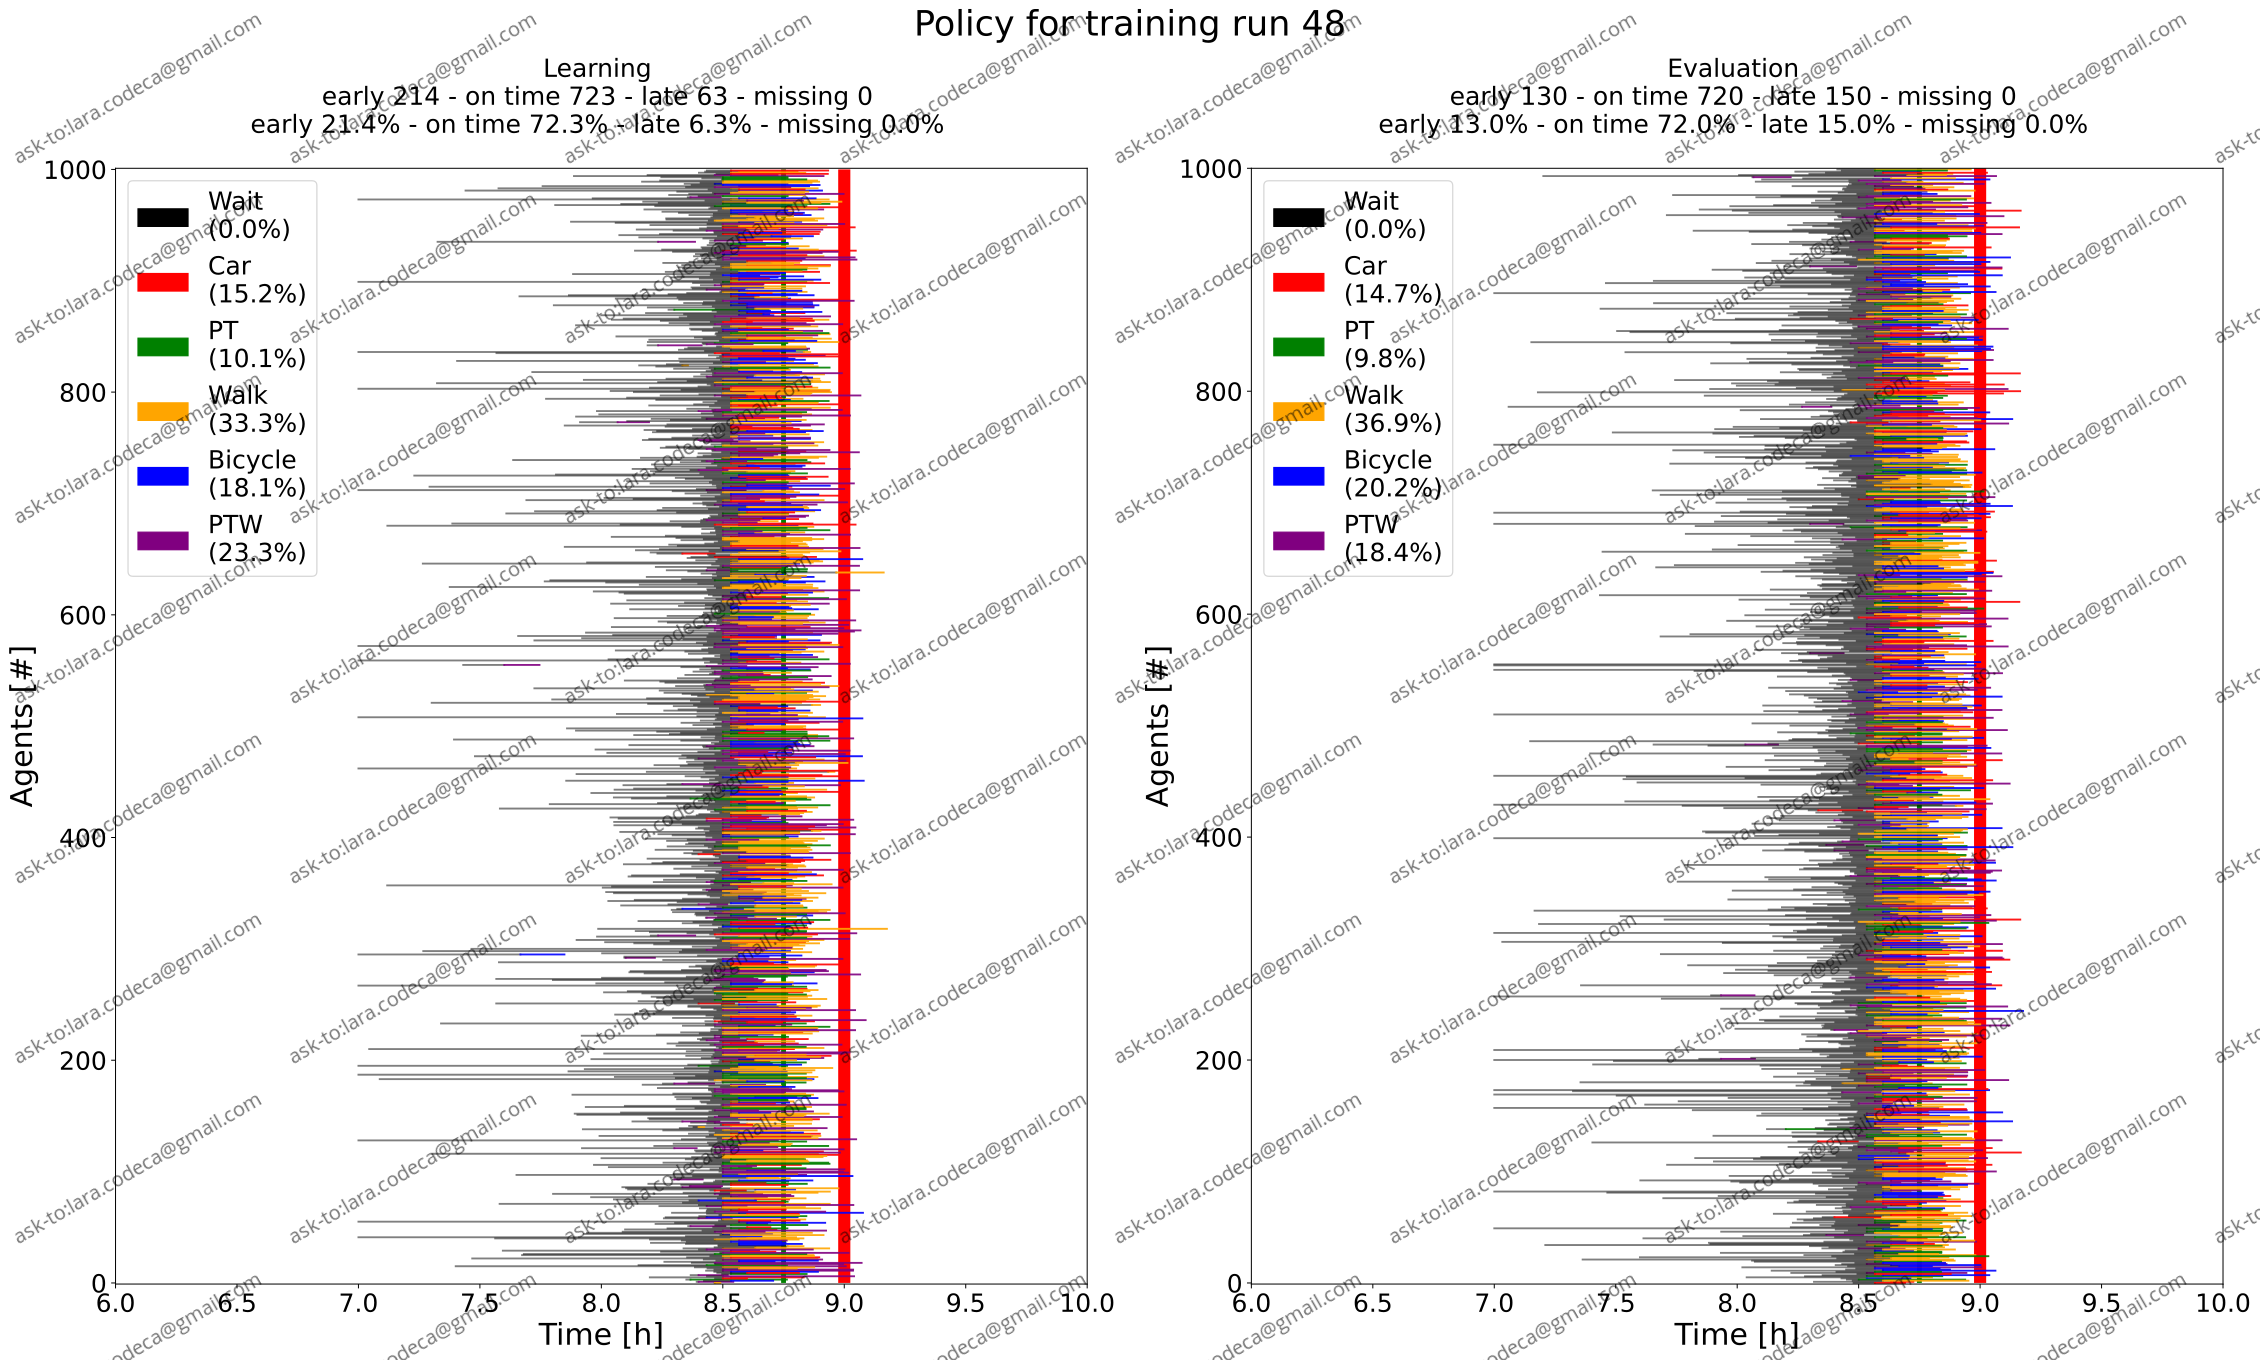 Policy for training run 48
Learning
early 214 - on time 723 - late 63 - missing 0
early 21.4% - on time 72.3% - late 6.3% - missing 0.0%
1000
800
600
400
200
0
Agents [#]
Wait
(0.0%)
Car
(15.2%)
PT
(10.1%)
Walk
(33.3%)
Bicycle
(18.1%)
PTW
(23.3%)
6.0 6.5 7.0 7.5 8.0 8.5 9.0 9.5 10.0
Time [h]
Evaluation
early 130 - on time 720 - late 150 - missing 0
early 13.0% - on time 72.0% - late 15.0% - missing 0.0%
1000
800
600
400
200
0
Agents [#]
Wait
(0.0%)
Car
(14.7%)
PT
(9.8%)
Walk
(36.9%)
Bicycle
(20.2%)
PTW
(18.4%)
6.0 6.5 7.0 7.5 8.0 8.5 9.0 9.5 10.0
Time [h]
ask-to:lara.codeca@gmail.com